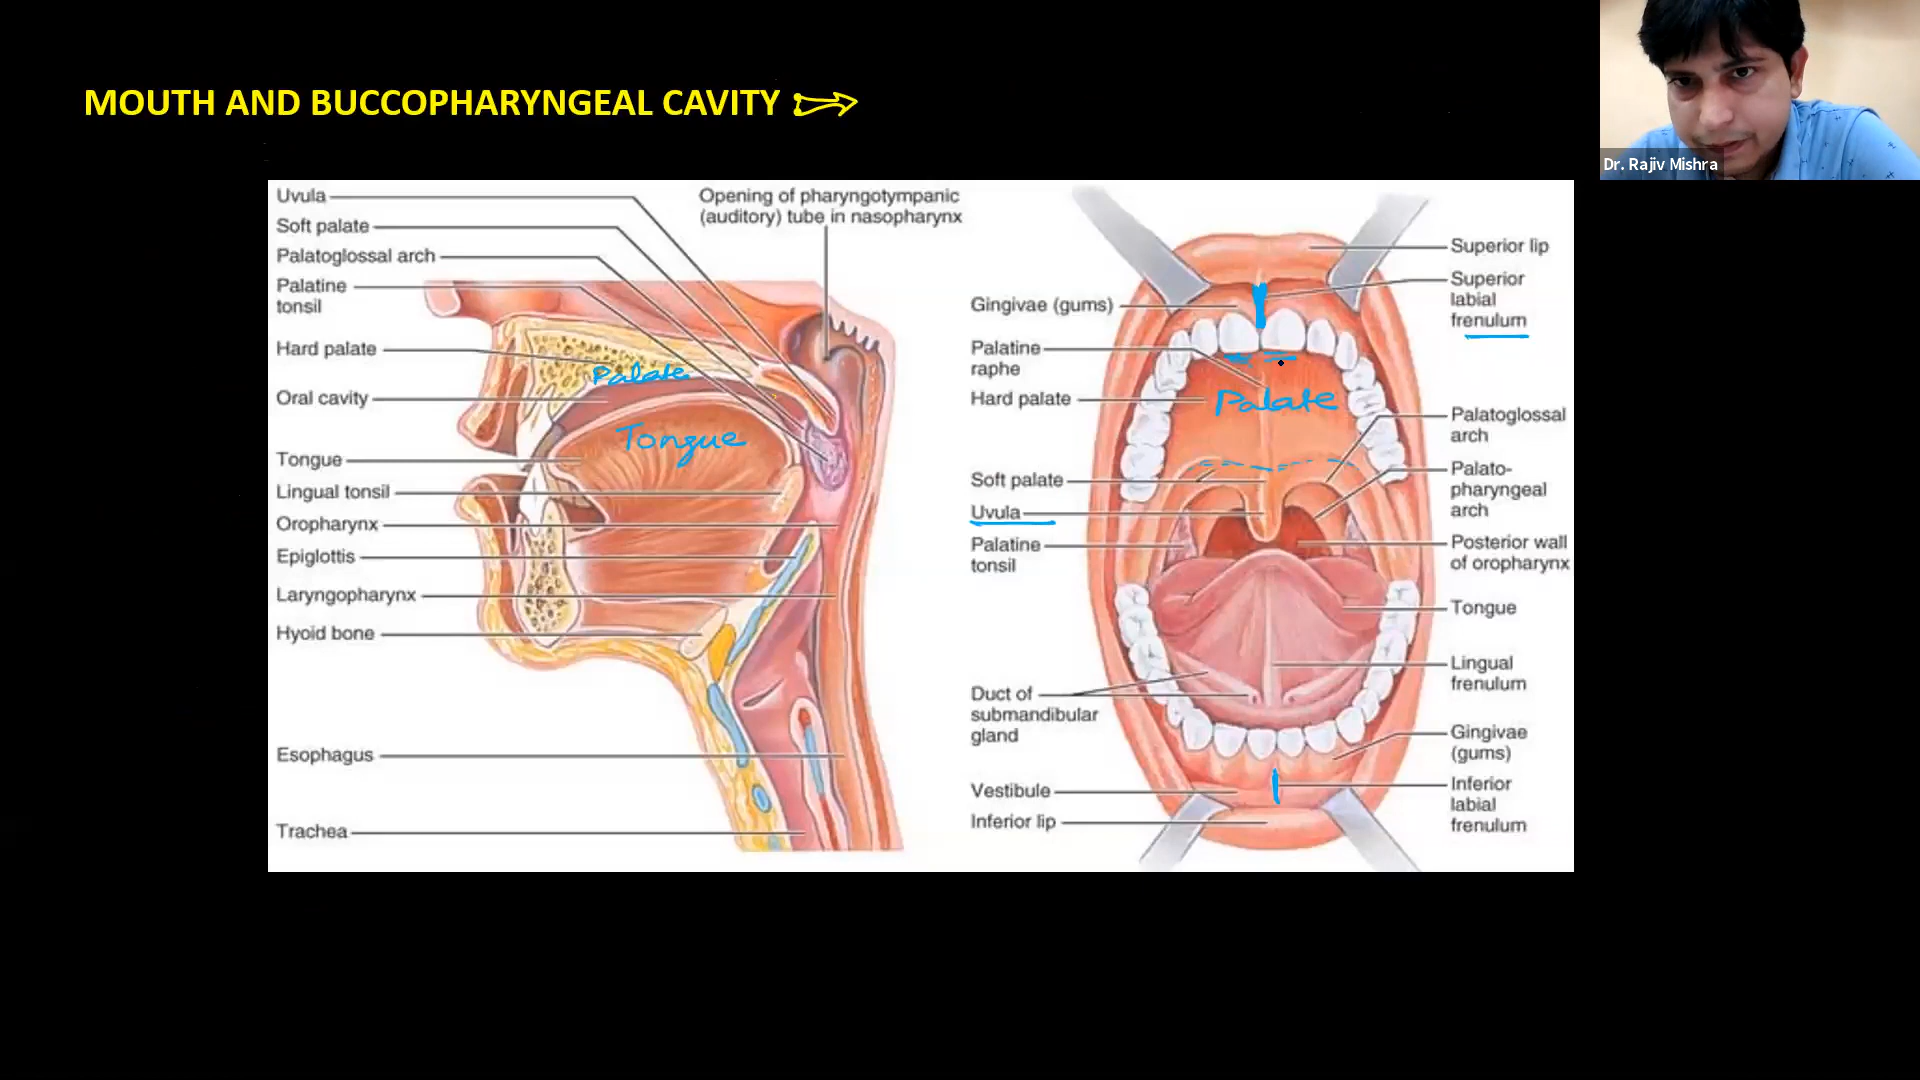 MOUTH AND BUCCOPHARYNGEAL CAVITY
Dr. Rajiv Mishra
Uvula
Soft palate
Palatoglossal arch
Palatine
tonsil
Hard palate
Oral cavity
Tongue
Lingual tonsil
Oropharynx
Epiglottis
Laryngopharynx
Hyoid bone
Esophagus
Trachea
Opening of pharyngotympanic
(auditory) tube in nasopharynx
Palate
Tongue
Gingivae (gums)
Palatine
raphe
Hard palate
Soft palate
Uvula
Palatine
tonsil
Duct of
submandibular
gland
Vestibule
Inferior lip
Palate
Superior lip
Superior
labial
frenulum
Palatoglossal
arch
Palato-
pharyngeal
arch
Posterior wall
of oropharynx
Tongue
Lingual
frenulum
Gingivae
(gums)
Inferior
labial
frenulum